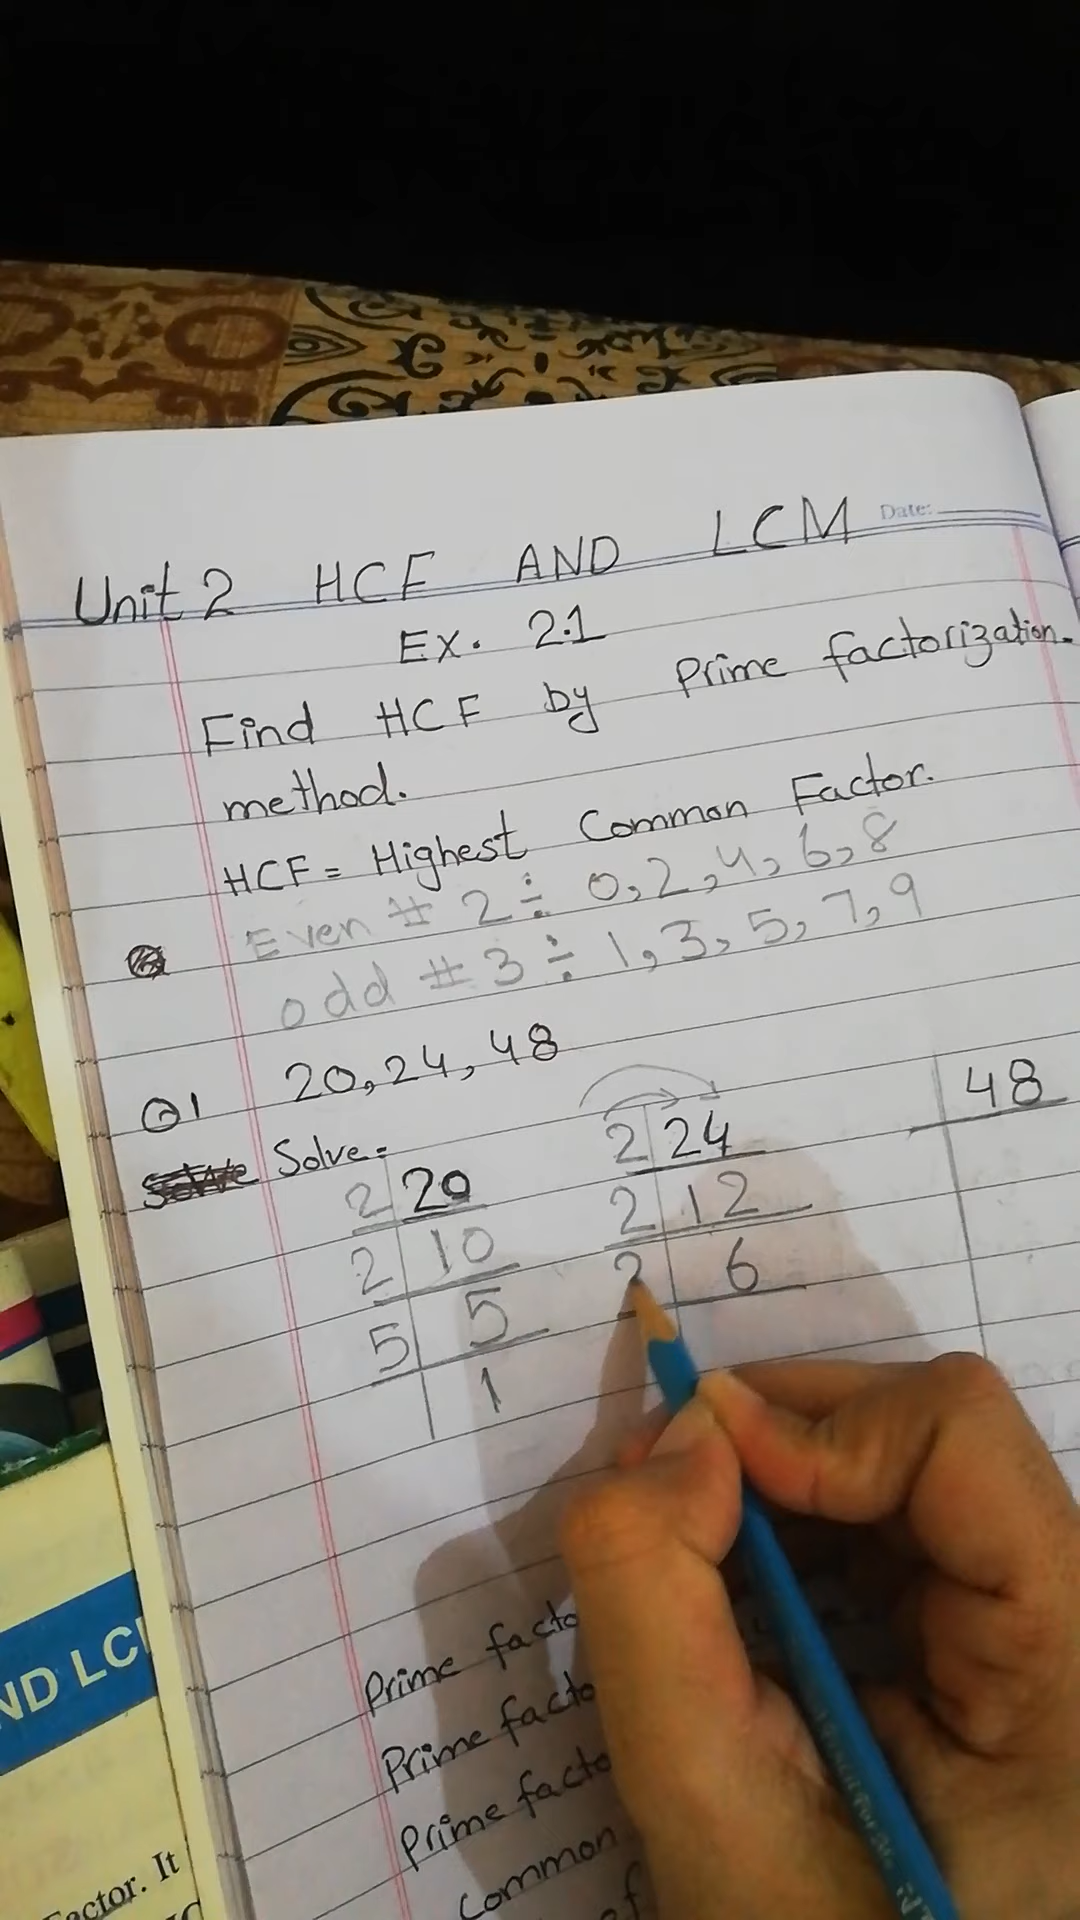 Date:
Unit 2 HCF AND LCM
Ex. 2.1
Find HCF by Prime factorization.
method.
HCF = Highest Common Factor.
Even # 2 ÷ 0, 2, 4, 6, 8
odd # 3 ÷ 1, 3, 5, 7, 9
Q1 20, 24, 48
Solve-
2 20
2 10
5 5
1
2 24
2 12
2 6
48
Prime facto
Prime facto
Prime facto
common
of
ND LC
Factor. It